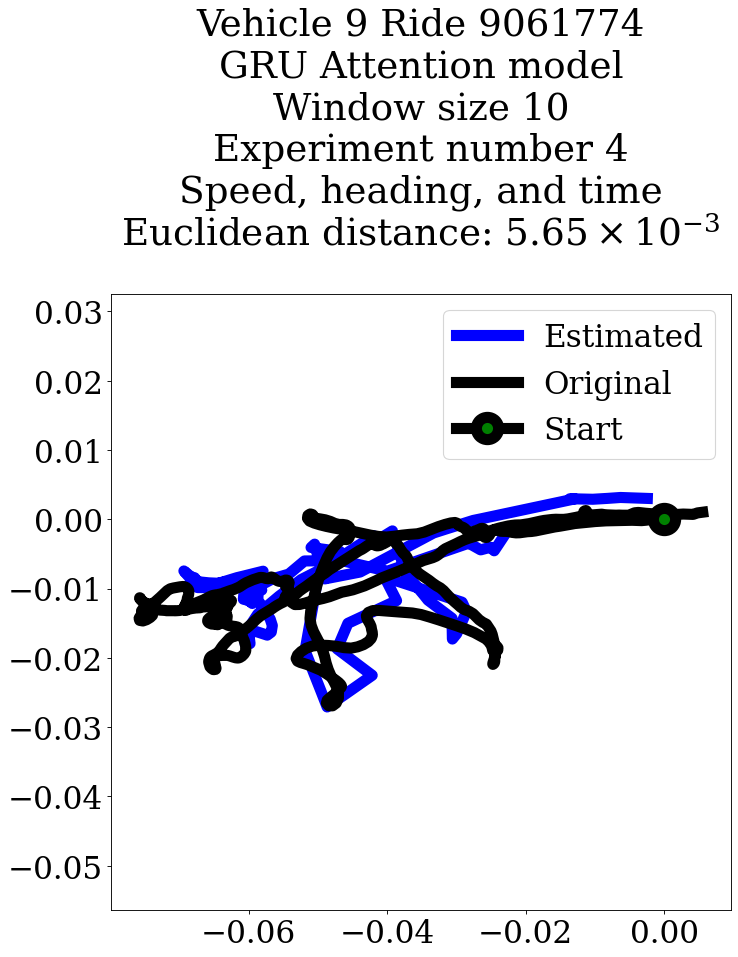 Vehicle 9 Ride 9061774
GRU Attention model
Window size 10
Experiment number 4
Speed, heading, and time
Euclidean distance: 5.65 × 10⁻³
Estimated
Original
Start
0.03
0.02
0.01
0.00
−0.01
−0.02
−0.03
−0.04
−0.05
−0.06
−0.04
−0.02
0.00